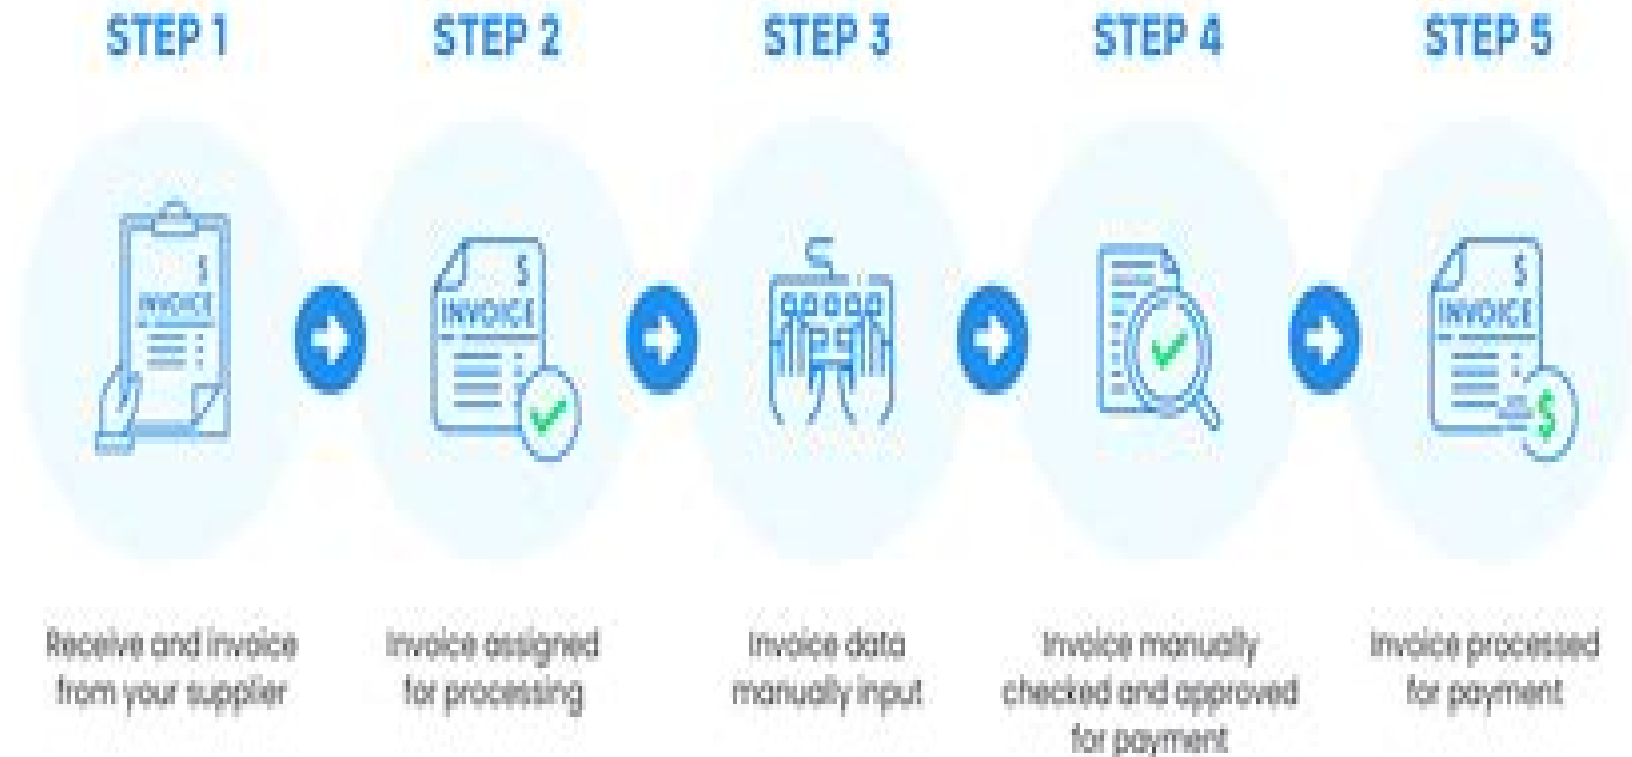 STEP 1
STEP 2
STEP 3
STEP 4
STEP 5
$
INVOICE
$
INVOICE
$
INVOICE
$
Receive and invoice
from your supplier
Invoice assigned
for processing
Invoice data
manually input
Invoice manually
checked and approved
for payment
Invoice processed
for payment